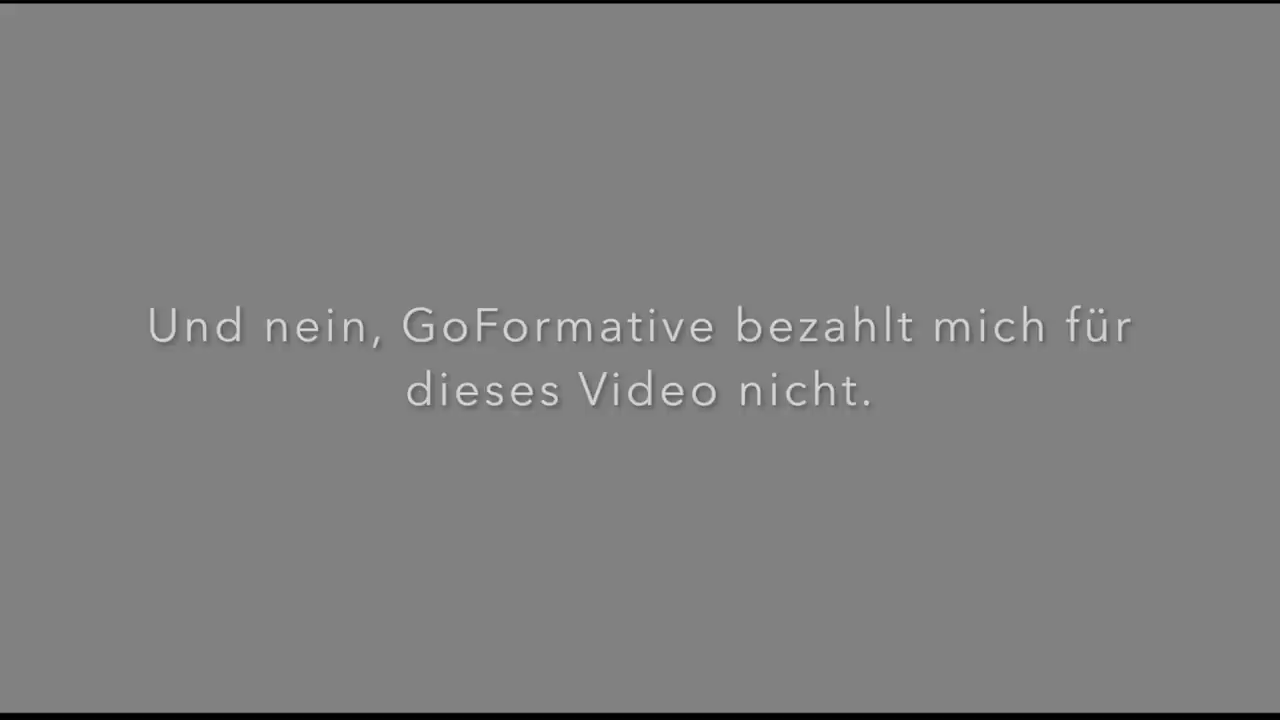 Und nein, GoFormative bezahlt mich für
dieses Video nicht.